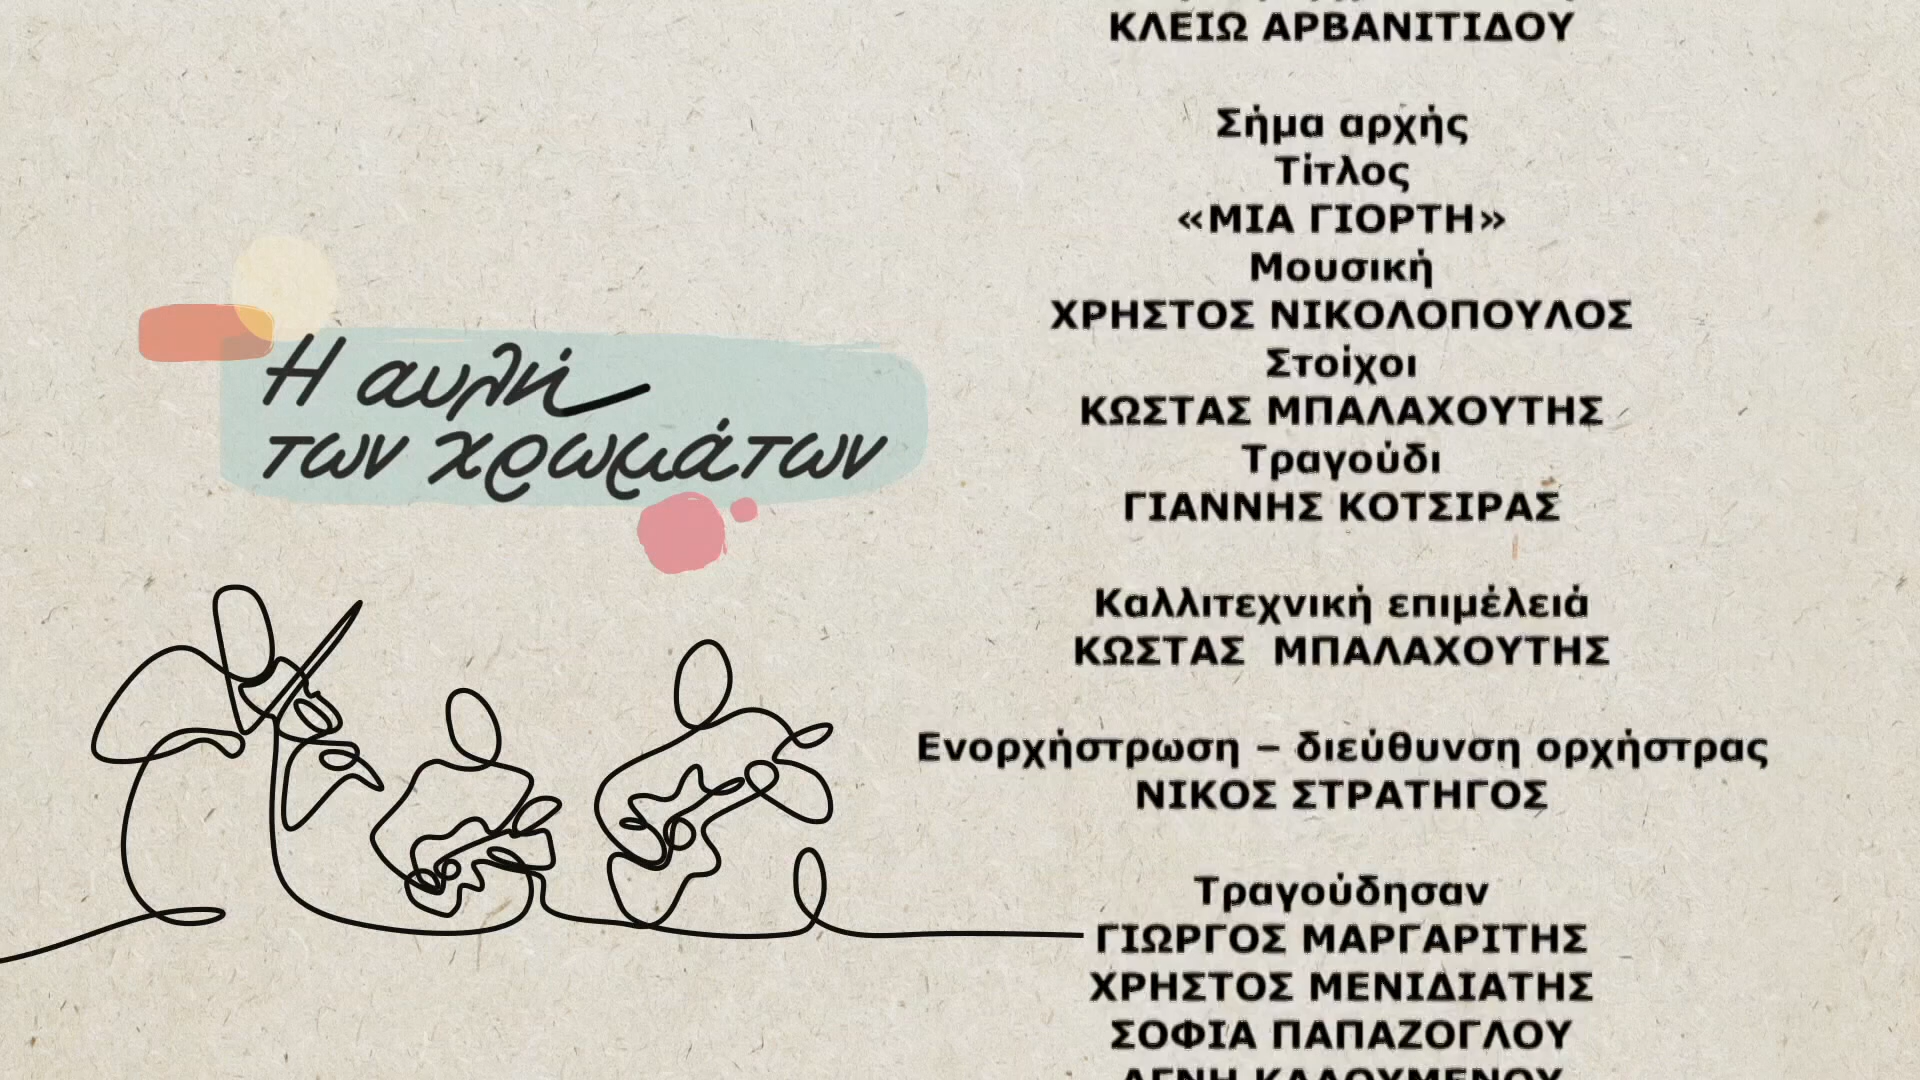 Η αυλή
των χρωμάτων
ΚΛΕΙΩ ΑΡΒΑΝΙΤΙΔΟΥ
Σήμα αρχής
Τίτλος
«ΜΙΑ ΓΙΟΡΤΗ»
Μουσική
ΧΡΗΣΤΟΣ ΝΙΚΟΛΟΠΟΥΛΟΣ
Στοίχοι
ΚΩΣΤΑΣ ΜΠΑΛΑΧΟΥΤΗΣ
Τραγούδι
ΓΙΑΝΝΗΣ ΚΟΤΣΙΡΑΣ
Καλλιτεχνική επιμέλειά
ΚΩΣΤΑΣ  ΜΠΑΛΑΧΟΥΤΗΣ
Ενορχήστρωση – διεύθυνση ορχήστρας
ΝΙΚΟΣ ΣΤΡΑΤΗΓΟΣ
Τραγούδησαν
ΓΙΩΡΓΟΣ ΜΑΡΓΑΡΙΤΗΣ
ΧΡΗΣΤΟΣ ΜΕΝΙΔΙΑΤΗΣ
ΣΟΦΙΑ ΠΑΠΑΖΟΓΛΟΥ